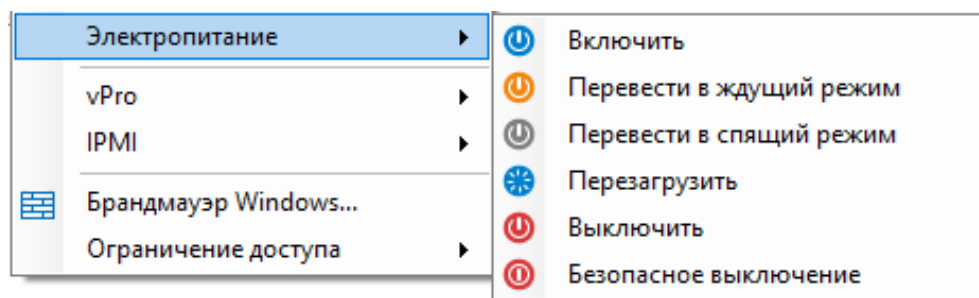 Электропитание
vPro
IPMI
Брандмауэр Windows...
Ограничение доступа
Включить
Перевести в ждущий режим
Перевести в спящий режим
Перезагрузить
Выключить
Безопасное выключение